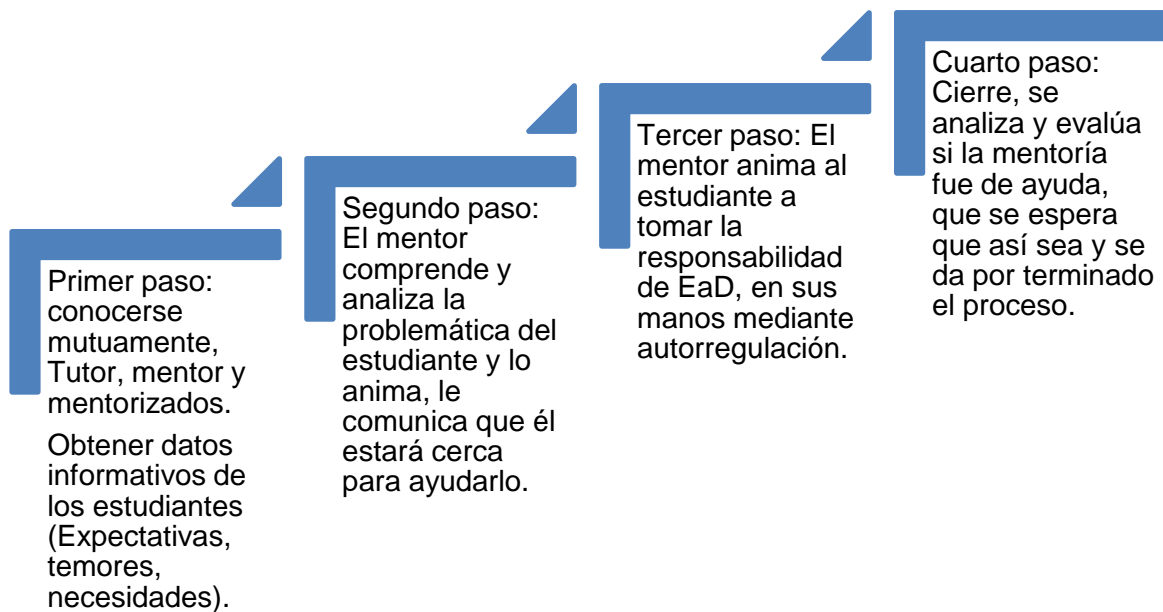 Primer paso:
conocerse
mutuamente,
Tutor, mentor y
mentorizados.
Obtener datos
informativos de
los estudiantes
(Expectativas,
temores,
necesidades).
Segundo paso:
El mentor
comprende y
analiza la
problemática del
estudiante y lo
anima, le
comunica que él
estará cerca
para ayudarlo.
Tercer paso: El
mentor anima al
estudiante a
tomar la
responsabilidad
de EaD, en sus
manos mediante
autorregulación.
Cuarto paso:
Cierre, se
analiza y evalúa
si la mentoría
fue de ayuda,
que se espera
que así sea y se
da por terminado
el proceso.